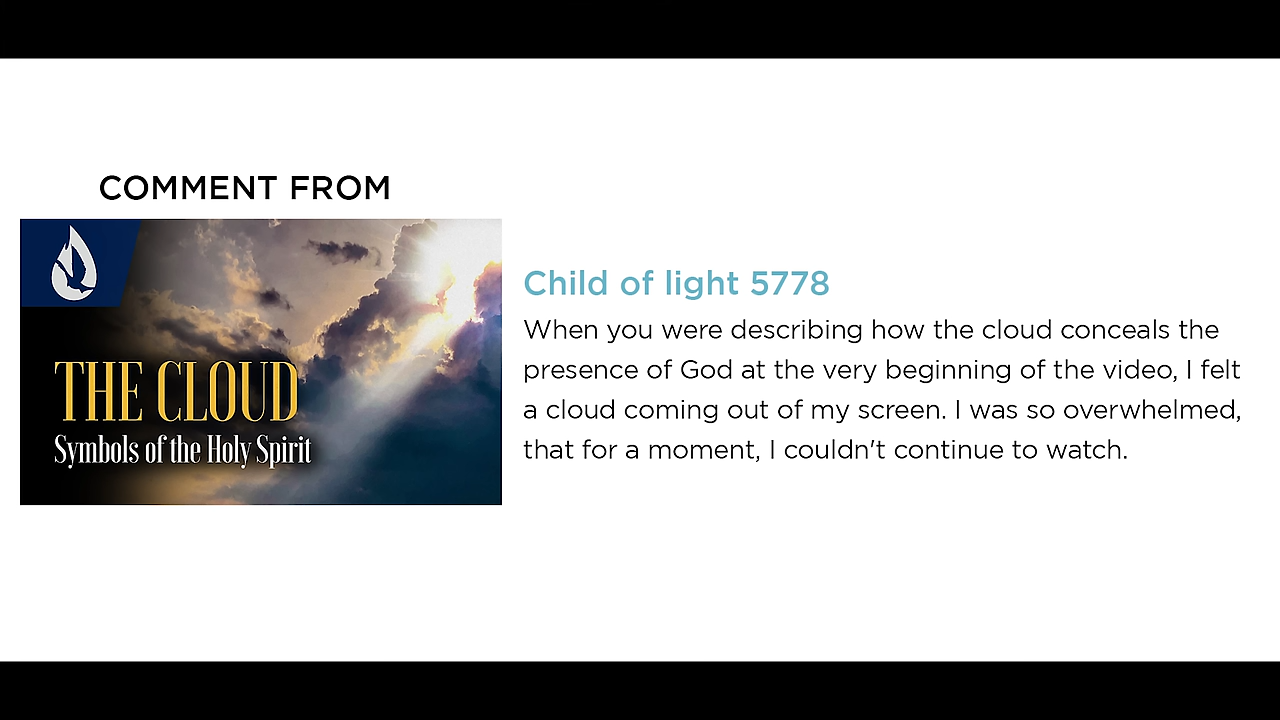 COMMENT FROM
THE CLOUD
Symbols of the Holy Spirit
Child of light 5778
When you were describing how the cloud conceals the
presence of God at the very beginning of the video, I felt
a cloud coming out of my screen. I was so overwhelmed,
that for a moment, I couldn't continue to watch.